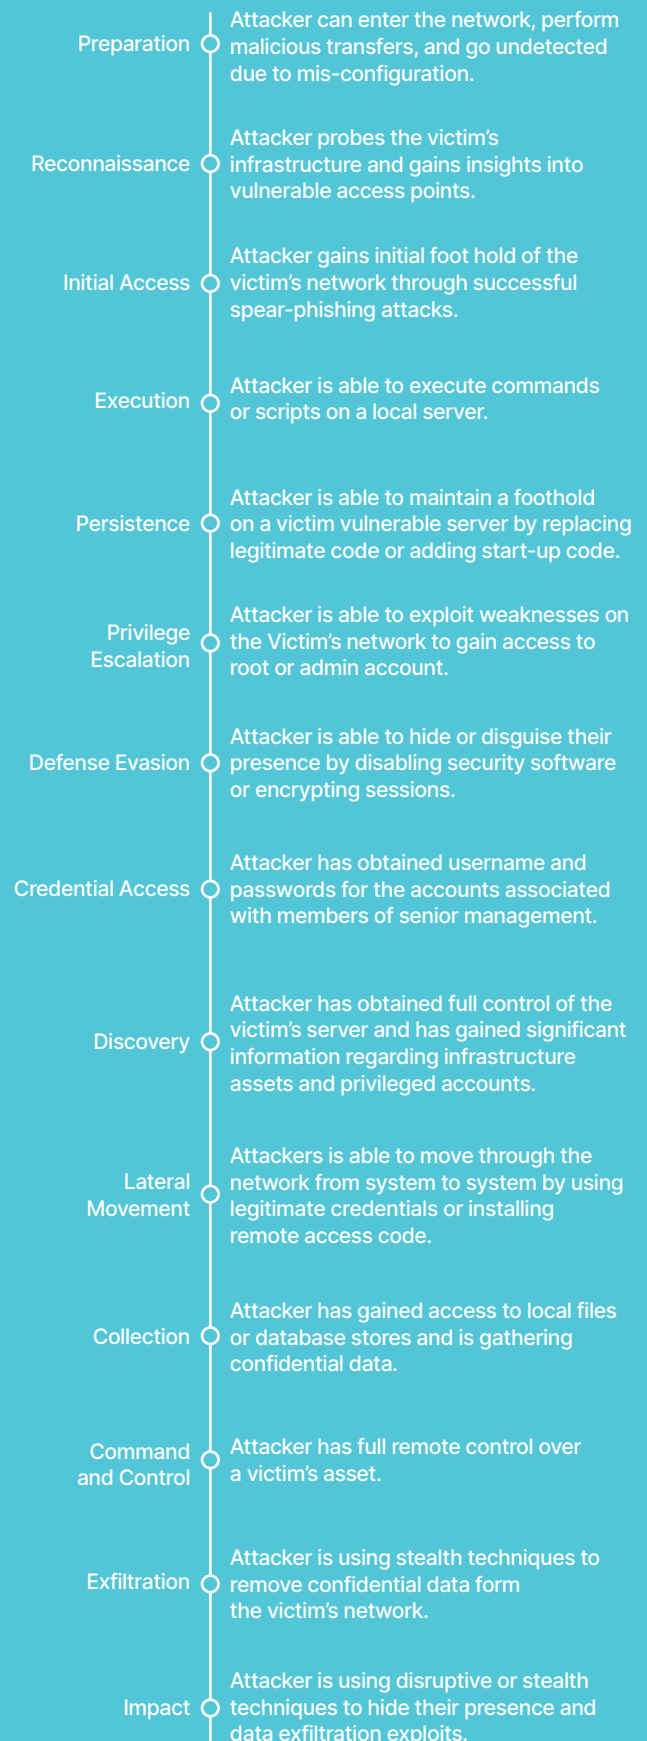 Preparation
Attacker can enter the network, perform
malicious transfers, and go undetected
due to mis-configuration.
Reconnaissance
Attacker probes the victim’s
infrastructure and gains insights into
vulnerable access points.
Initial Access
Attacker gains initial foot hold of the
victim’s network through successful
spear-phishing attacks.
Execution
Attacker is able to execute commands
or scripts on a local server.
Persistence
Attacker is able to maintain a foothold
on a victim vulnerable server by replacing
legitimate code or adding start-up code.
Privilege
Escalation
Attacker is able to exploit weaknesses on
the Victim’s network to gain access to
root or admin account.
Defense Evasion
Attacker is able to hide or disguise their
presence by disabling security software
or encrypting sessions.
Credential Access
Attacker has obtained username and
passwords for the accounts associated
with members of senior management.
Discovery
Attacker has obtained full control of the
victim’s server and has gained significant
information regarding infrastructure
assets and privileged accounts.
Lateral
Movement
Attackers is able to move through the
network from system to system by using
legitimate credentials or installing
remote access code.
Collection
Attacker has gained access to local files
or database stores and is gathering
confidential data.
Command
and Control
Attacker has full remote control over
a victim’s asset.
Exfiltration
Attacker is using stealth techniques to
remove confidential data form
the victim’s network.
Impact
Attacker is using disruptive or stealth
techniques to hide their presence and
data exfiltration exploits.